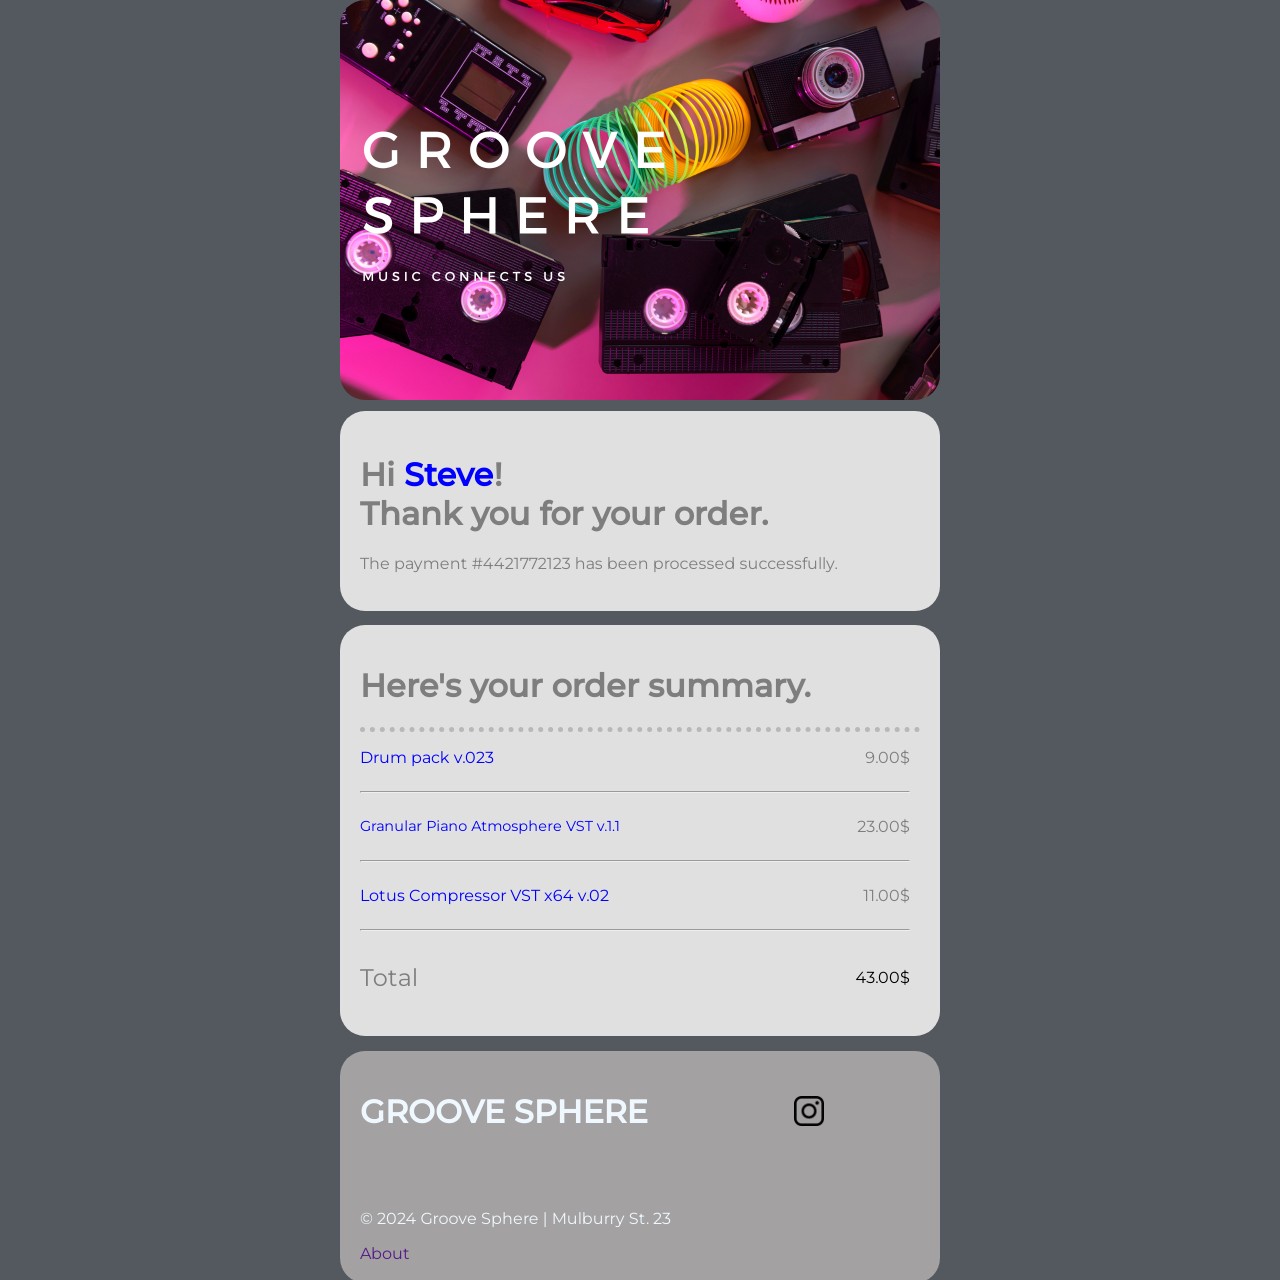 GROOVE
SPHERE
MUSIC CONNECTS US
Hi Steve!
Thank you for your order.
The payment #4421772123 has been processed successfully.
Here's your order summary.
Drum pack v.023 9.00$
Granular Piano Atmosphere VST v.1.1 23.00$
Lotus Compressor VST x64 v.02 11.00$
Total 43.00$
GROOVE SPHERE
© 2024 Groove Sphere | Mulburry St. 23
About